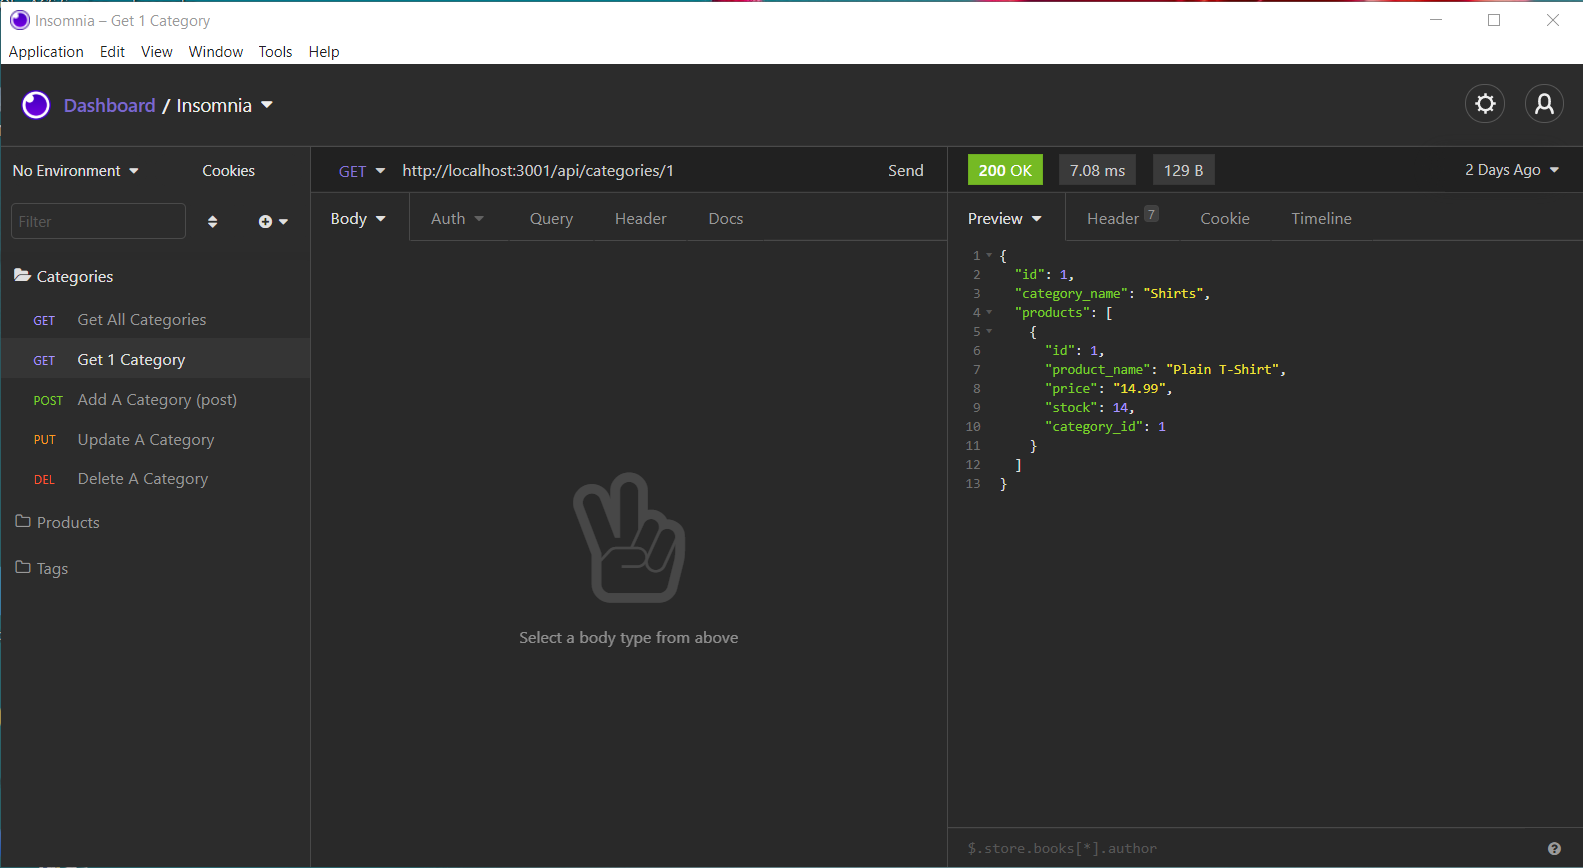 Insomnia – Get 1 Category
Application Edit View Window Tools Help
Dashboard / Insomnia
No Environment Cookies
Filter
Categories
GET Get All Categories
GET Get 1 Category
POST Add A Category (post)
PUT Update A Category
DEL Delete A Category
Products
Tags
GET http://localhost:3001/api/categories/1 Send
Body Auth Query Header Docs
Select a body type from above
200 OK 7.08 ms 129 B 2 Days Ago
Preview Header 7 Cookie Timeline
1 {
2 "id": 1,
3 "category_name": "Shirts",
4 "products": [
5 {
6 "id": 1,
7 "product_name": "Plain T-Shirt",
8 "price": "14.99",
9 "stock": 14,
10 "category_id": 1
11 }
12 ]
13 }
$.store.books[*].author